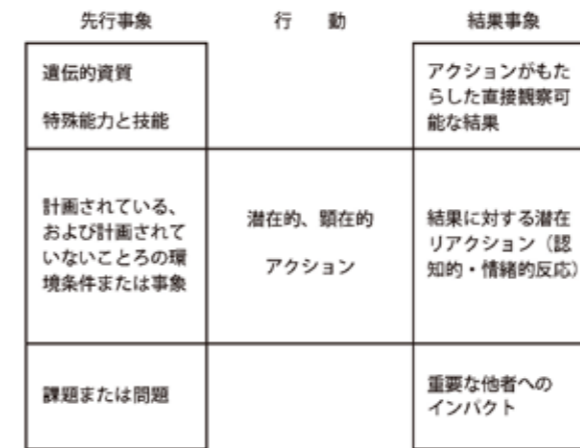 先行事象
行　動
結果事象
遺伝的資質
特殊能力と技能
アクションがもた
らした直接観察可
能な結果
計画されている、
および計画されて
いないことろの環
境条件または事象
潜在的、顕在的
アクション
結果に対する潜在
リアクション（認
知的・情緒的反応）
課題または問題
重要な他者への
インパクト